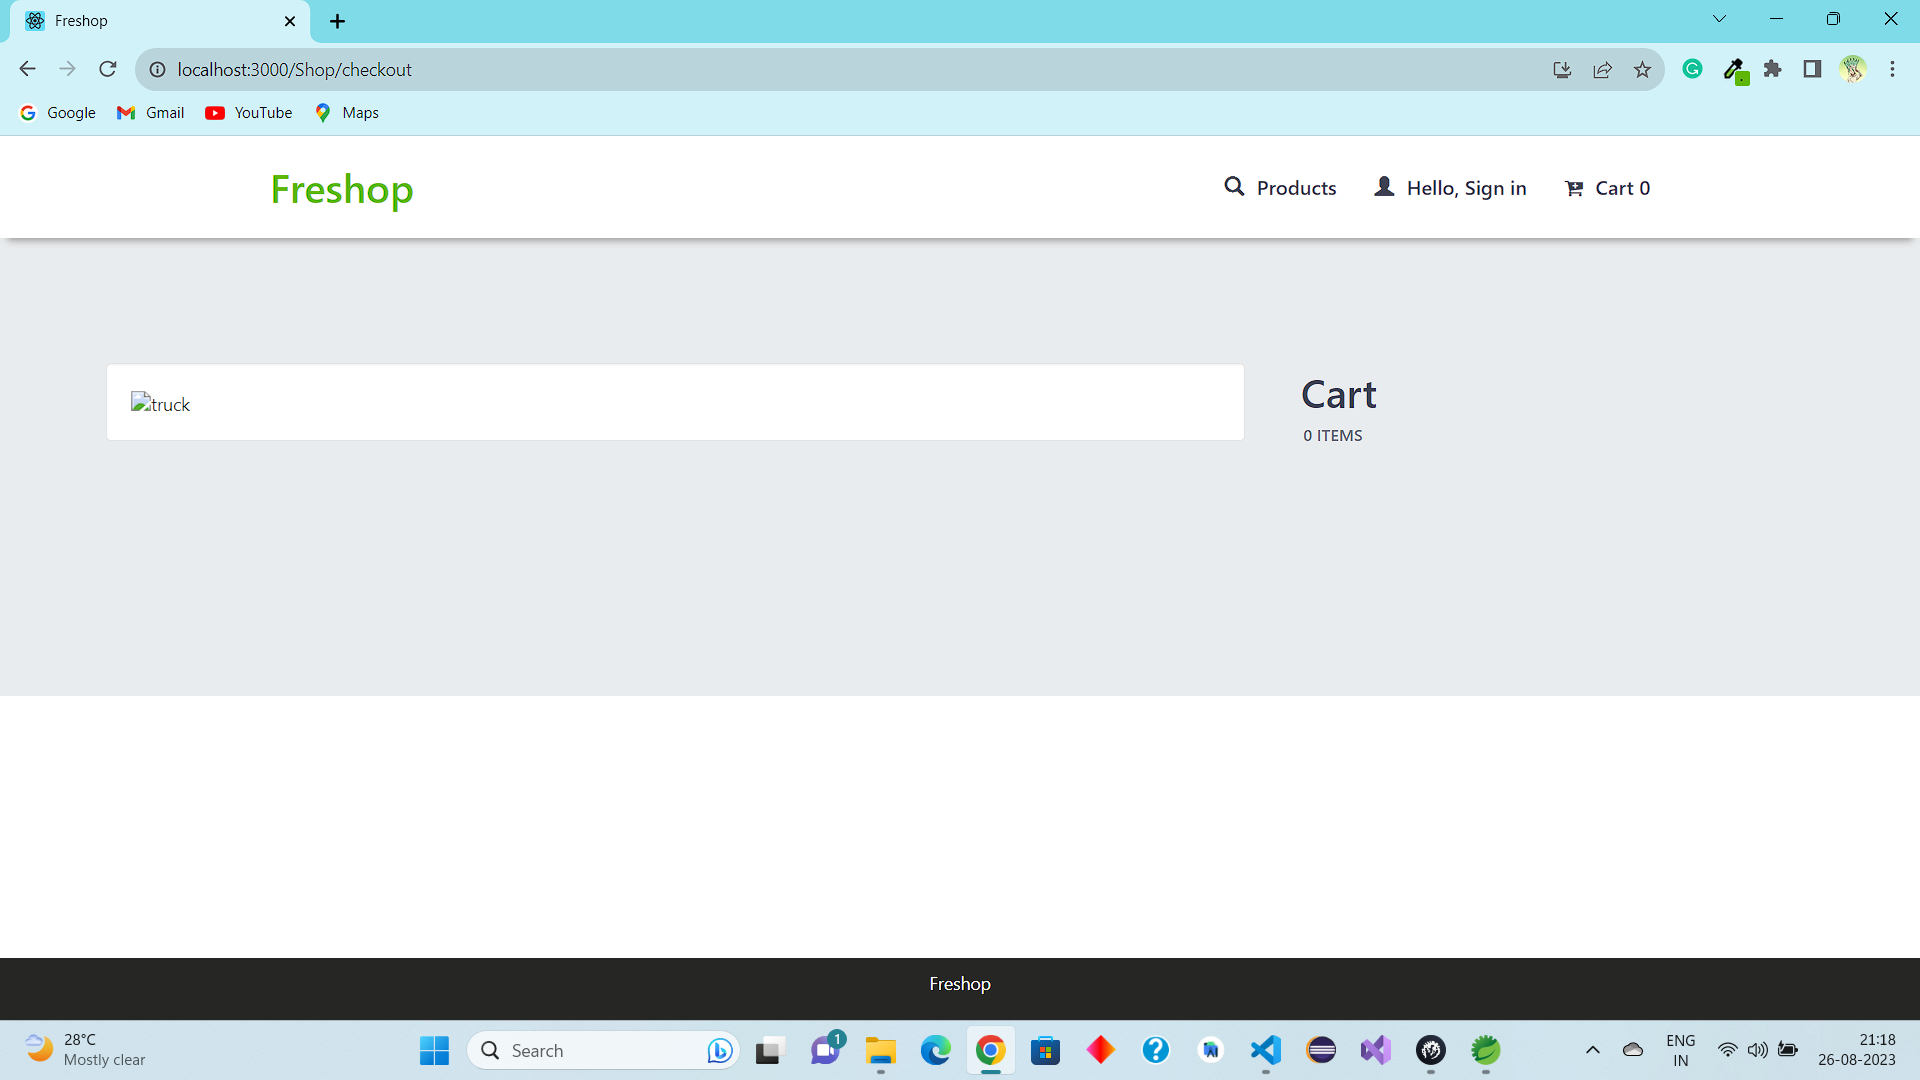 Freshop
localhost:3000/Shop/checkout
Google Gmail YouTube Maps
Freshop
Products Hello, Sign in Cart 0
truck
Cart
0 ITEMS
Freshop
28°C
Mostly clear
Search
1
ENG
IN
21:18
26-08-2023